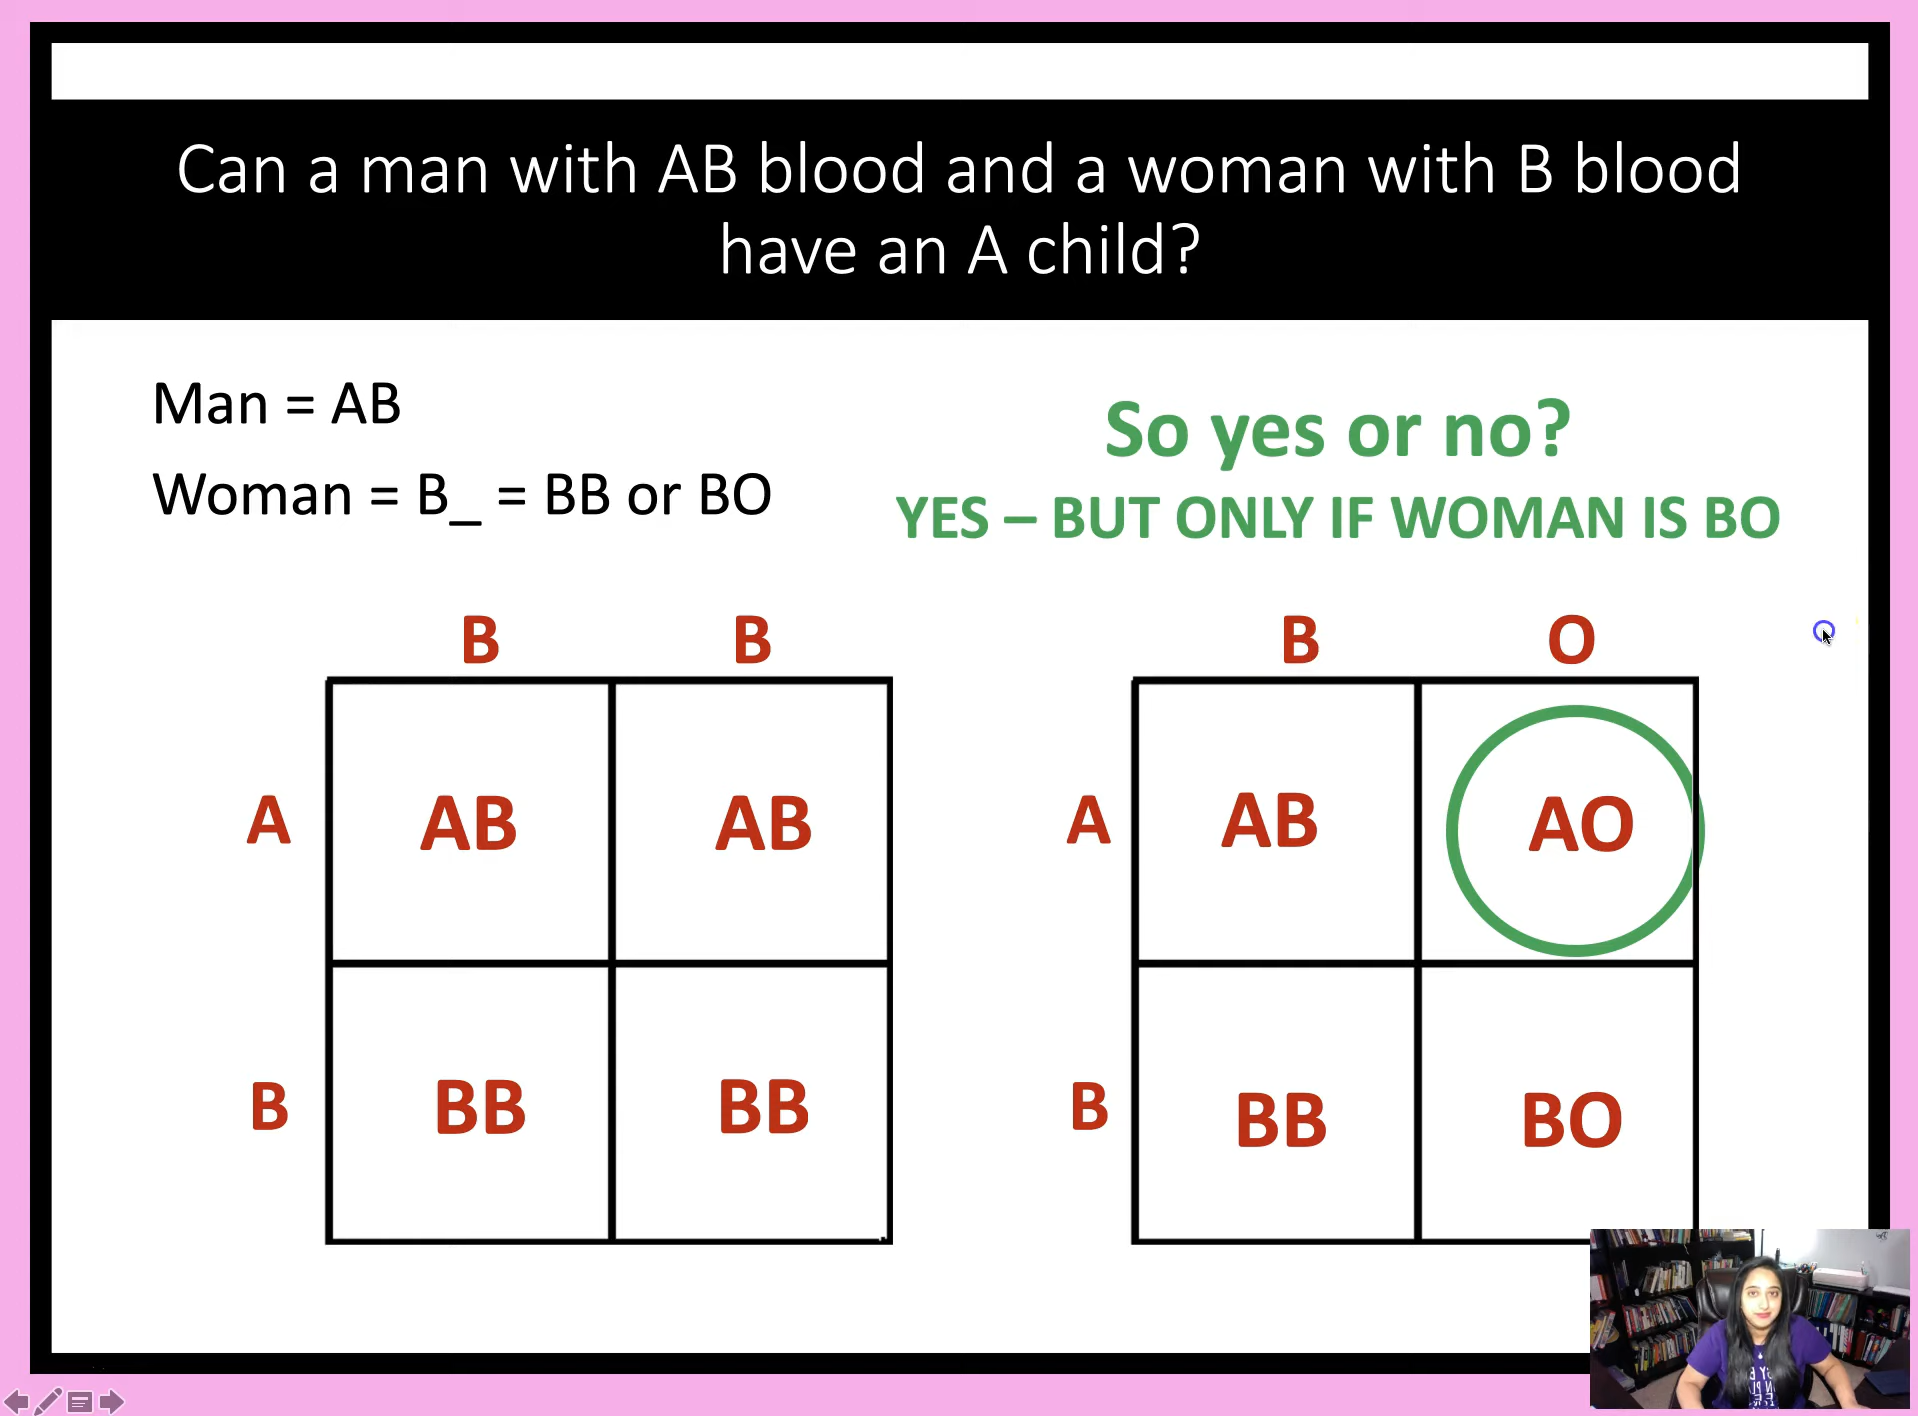 Can a man with AB blood and a woman with B blood
have an A child?
Man = AB
Woman = B_ = BB or BO
So yes or no?
YES – BUT ONLY IF WOMAN IS BO
B B
A AB AB
B BB BB
B O
A AB AO
B BB BO